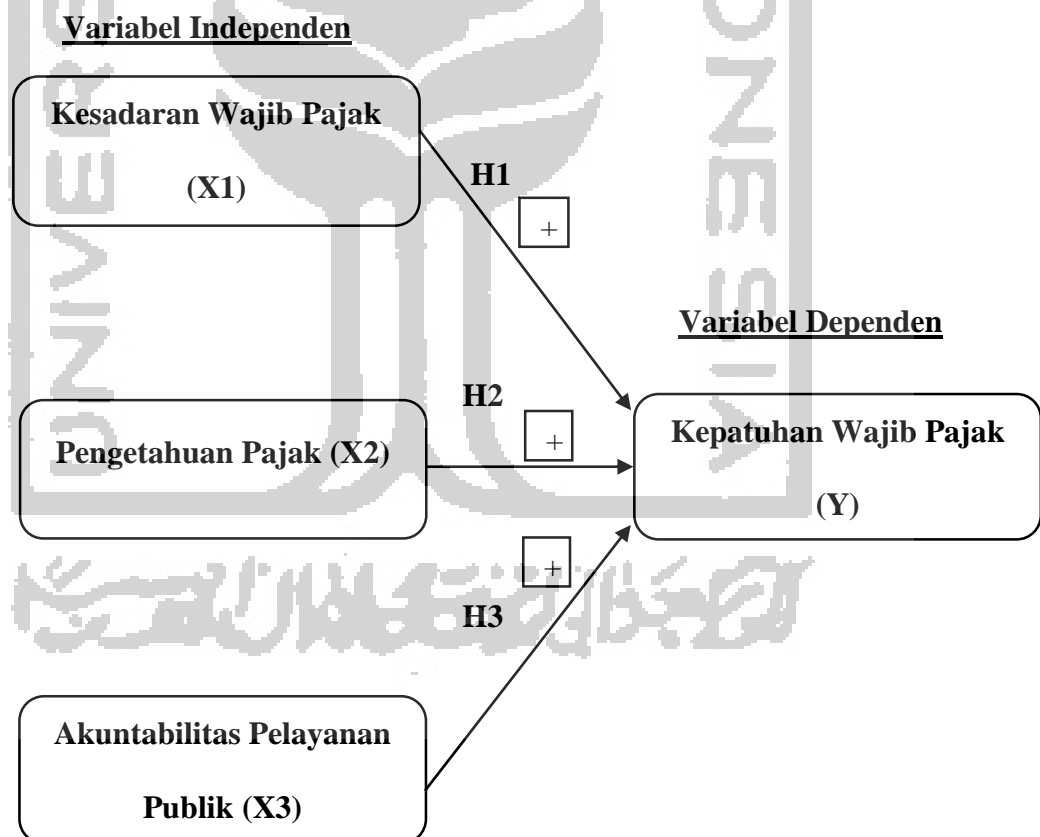 Variabel Independen
Kesadaran Wajib Pajak
(X1)
H1
+
Variabel Dependen
H2
+
Pengetahuan Pajak (X2)
Kepatuhan Wajib Pajak
(Y)
+
H3
Akuntabilitas Pelayanan
Publik (X3)